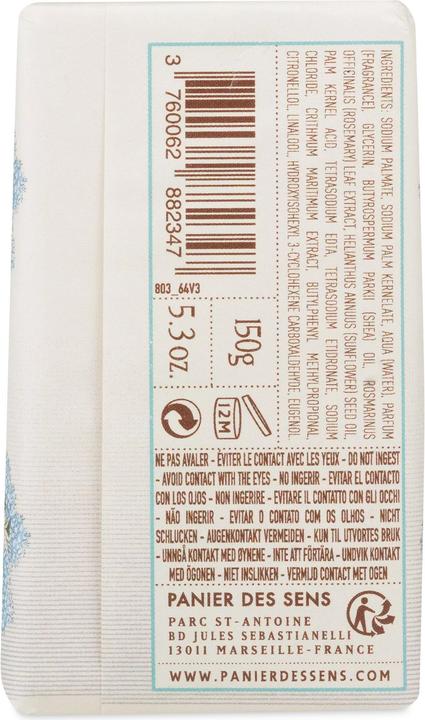 INGREDIENTS: SODIUM PALMATE, SODIUM PALM KERNELATE, AQUA (WATER), PARFUM
(FRAGRANCE), GLYCERIN, BUTYROSPERMUM PARKII (SHEA) OIL, ROSMARINUS
OFFICINALIS (ROSEMARY) LEAF EXTRACT, HELIANTHUS ANNUUS (SUNFLOWER) SEED OIL,
PALM KERNEL ACID, TETRASODIUM EDTA, TETRASODIUM ETIDRONATE, SODIUM
CHLORIDE, CRITHMUM MARITIMUM EXTRACT, BUTYLPHENYL METHYLPROPIONAL,
CITRONELLOL, LINALOOL, HYDROXYISOHEXYL 3-CYCLOHEXENE CARBOXALDEHYDE, EUGENOL.
3 760062 882347
803_64V3
150g
5.3 oz.
12M
NE PAS AVALER - ÉVITER LE CONTACT AVEC LES YEUX - DO NOT INGEST
- AVOID CONTACT WITH THE EYES - NO INGERIR - EVITAR EL CONTACTO
CON LOS OJOS - NON INGERIRE - EVITARE IL CONTATTO CON GLI OCCHI
- NÃO INGERIR - EVITAR O CONTATO COM OS OLHOS - NICHT
SCHLUCKEN - AUGENKONTAKT VERMEIDEN - KUN TIL UTVORTES BRUK
- UNNGÅ KONTAKT MED ØYNENE - INTE ATT FÖRTÄRA - UNDVIK KONTAKT
MED ÖGONEN - NIET INSLIKKEN - VERMIJD CONTACT MET OGEN
PANIER DES SENS
PARC ST-ANTOINE
BD JULES SEBASTIANELLI
13011 MARSEILLE-FRANCE
WWW.PANIERDESSENS.COM